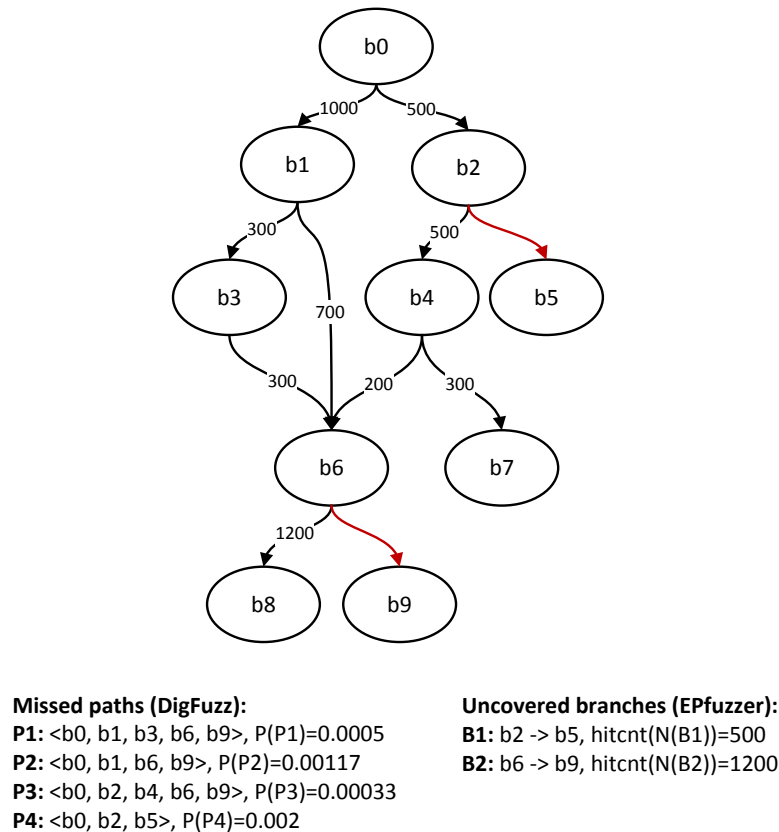 b0
1000 500
b1 b2
300 500
b3 700 b4 b5
300 200 300
b6 b7
1200
b8 b9
Missed paths (DigFuzz):
P1: <b0, b1, b3, b6, b9>, P(P1)=0.0005
P2: <b0, b1, b6, b9>, P(P2)=0.00117
P3: <b0, b2, b4, b6, b9>, P(P3)=0.00033
P4: <b0, b2, b5>, P(P4)=0.002
Uncovered branches (EPfuzzer):
B1: b2 -> b5, hitcnt(N(B1))=500
B2: b6 -> b9, hitcnt(N(B2))=1200